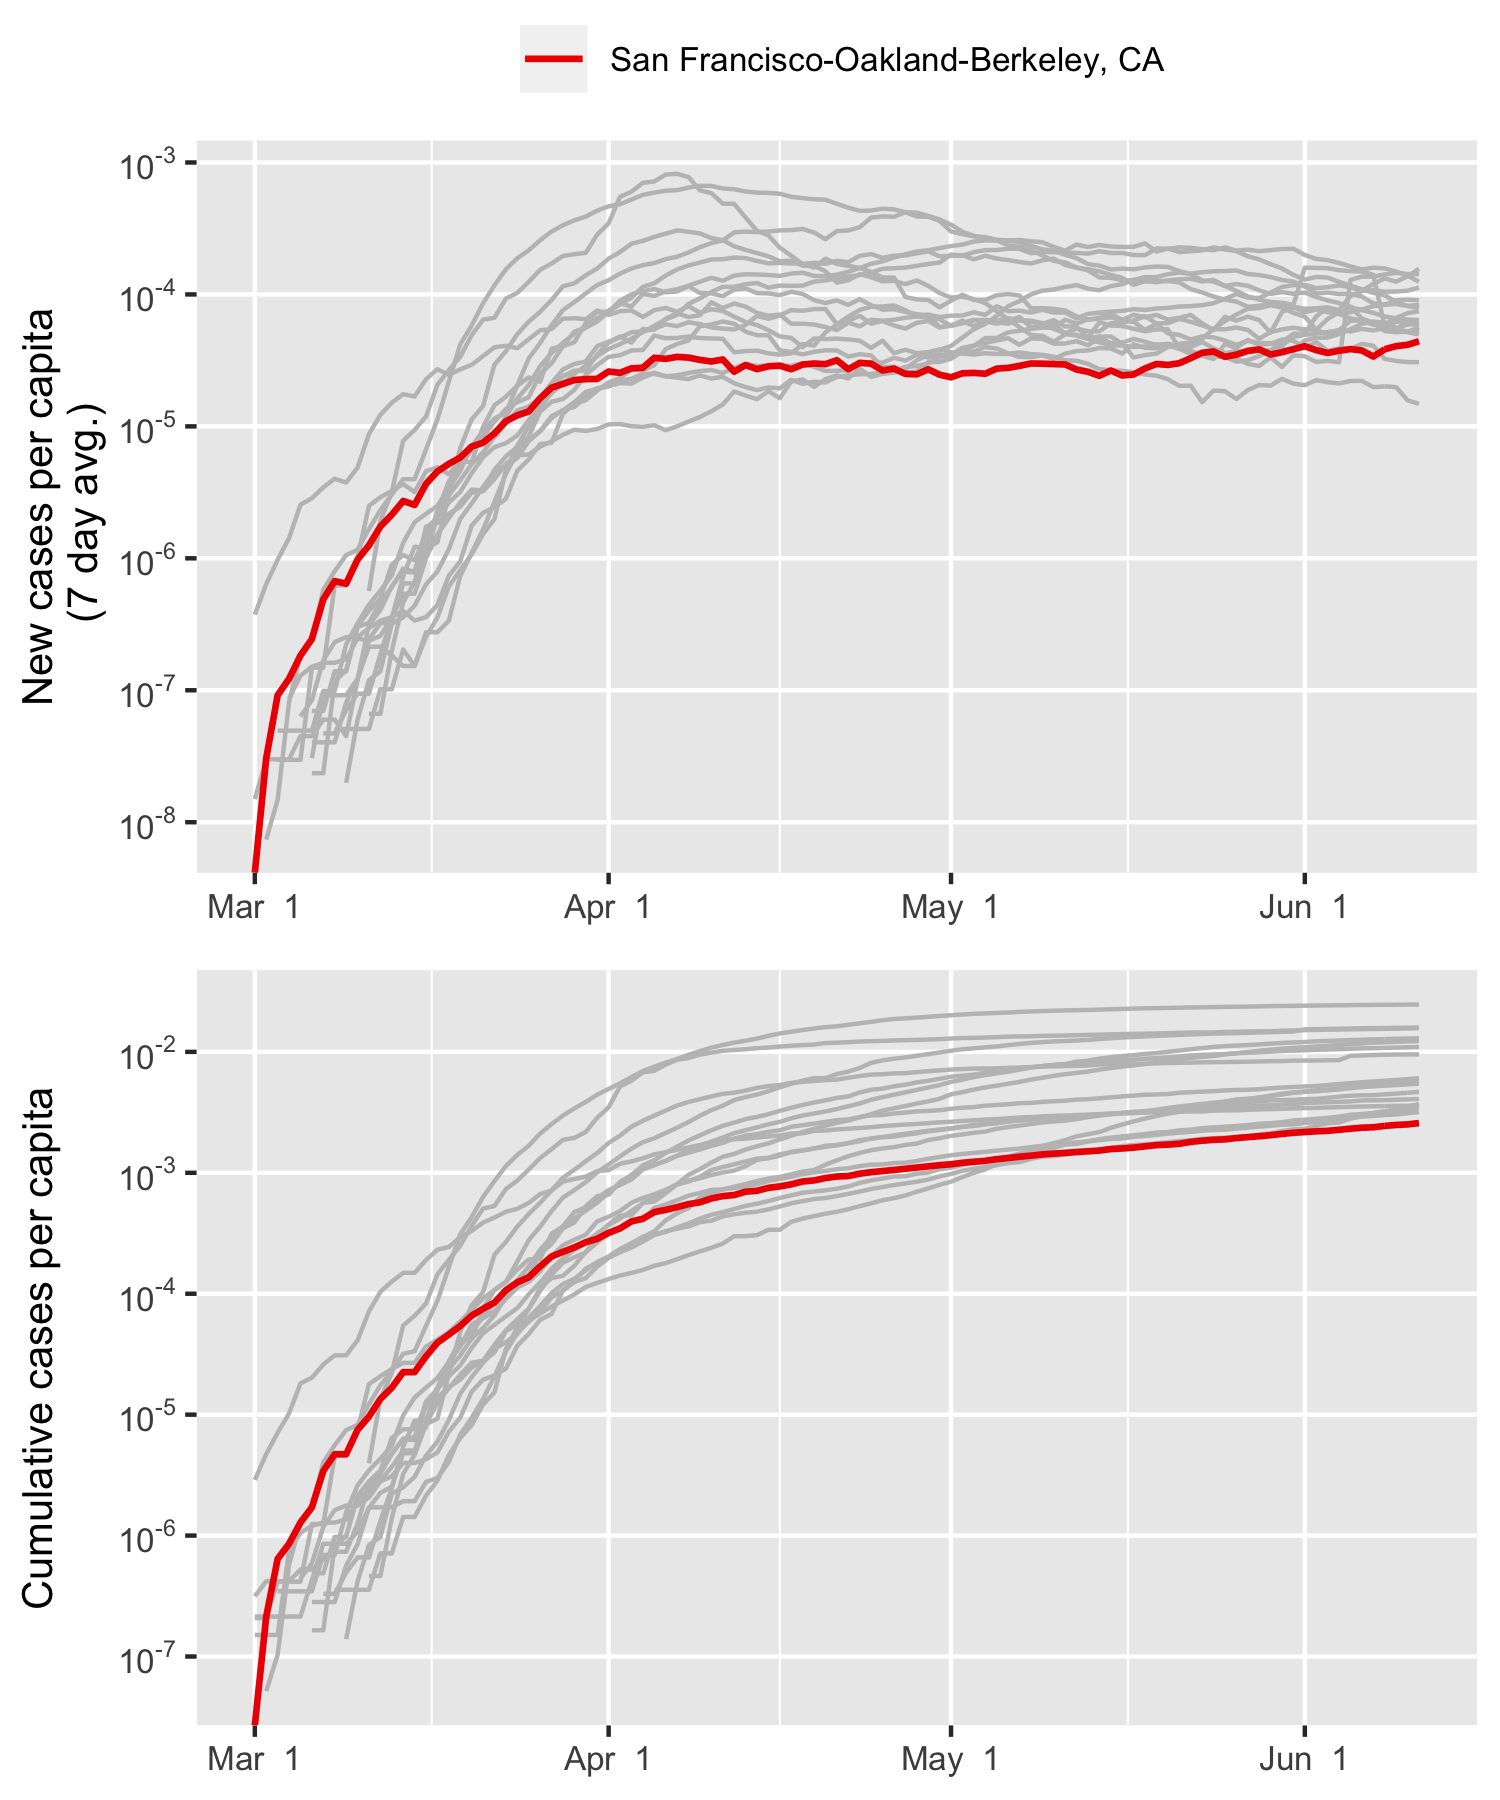 San Francisco-Oakland-Berkeley, CA
New cases per capita
(7 day avg.)
10⁻³
10⁻⁴
10⁻⁵
10⁻⁶
10⁻⁷
10⁻⁸
Mar 1 Apr 1 May 1 Jun 1
Cumulative cases per capita
10⁻²
10⁻³
10⁻⁴
10⁻⁵
10⁻⁶
10⁻⁷
Mar 1 Apr 1 May 1 Jun 1